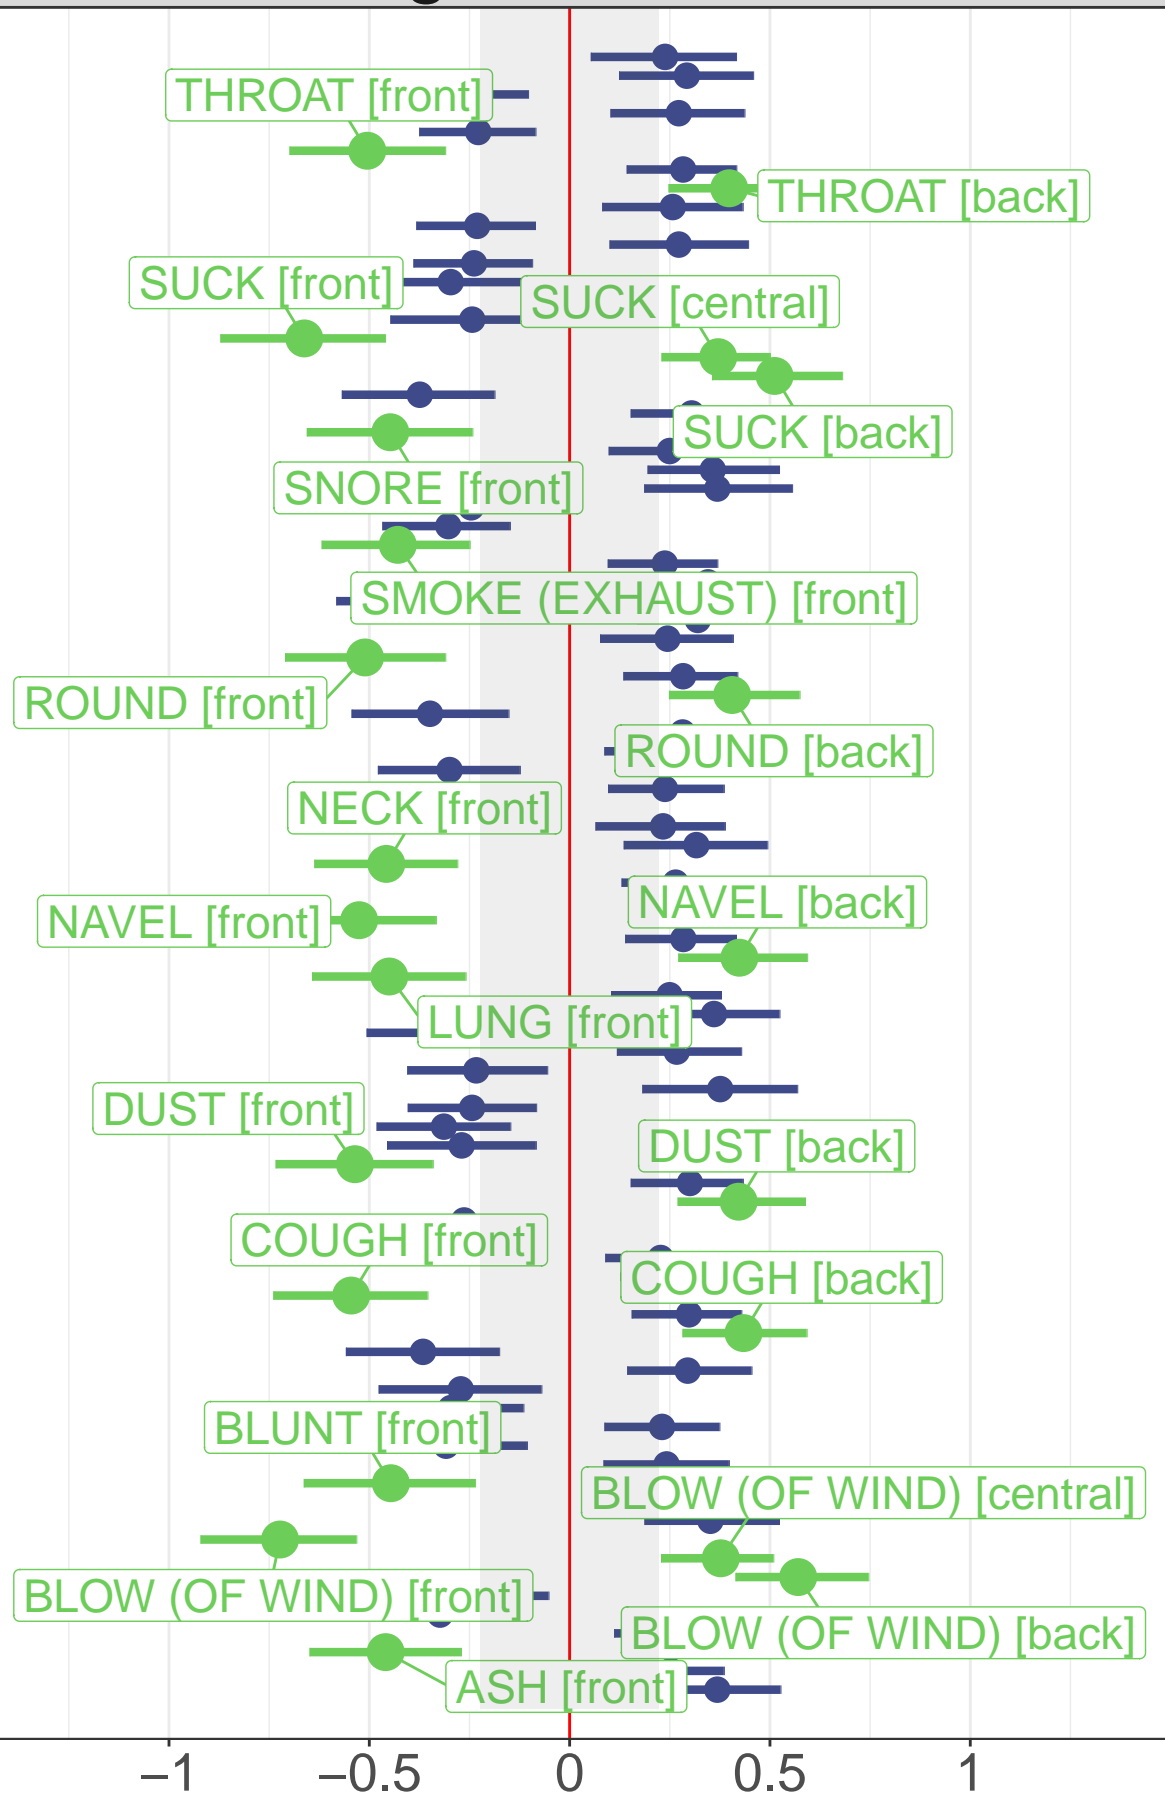 THROAT [front]
THROAT [back]
SUCK [front]
SUCK [central]
SUCK [back]
SNORE [front]
SMOKE (EXHAUST) [front]
ROUND [front]
ROUND [back]
NECK [front]
NAVEL [back]
NAVEL [front]
LUNG [front]
DUST [front]
DUST [back]
COUGH [front]
COUGH [back]
BLUNT [front]
BLOW (OF WIND) [central]
BLOW (OF WIND) [front]
BLOW (OF WIND) [back]
ASH [front]
−1 −0.5 0 0.5 1